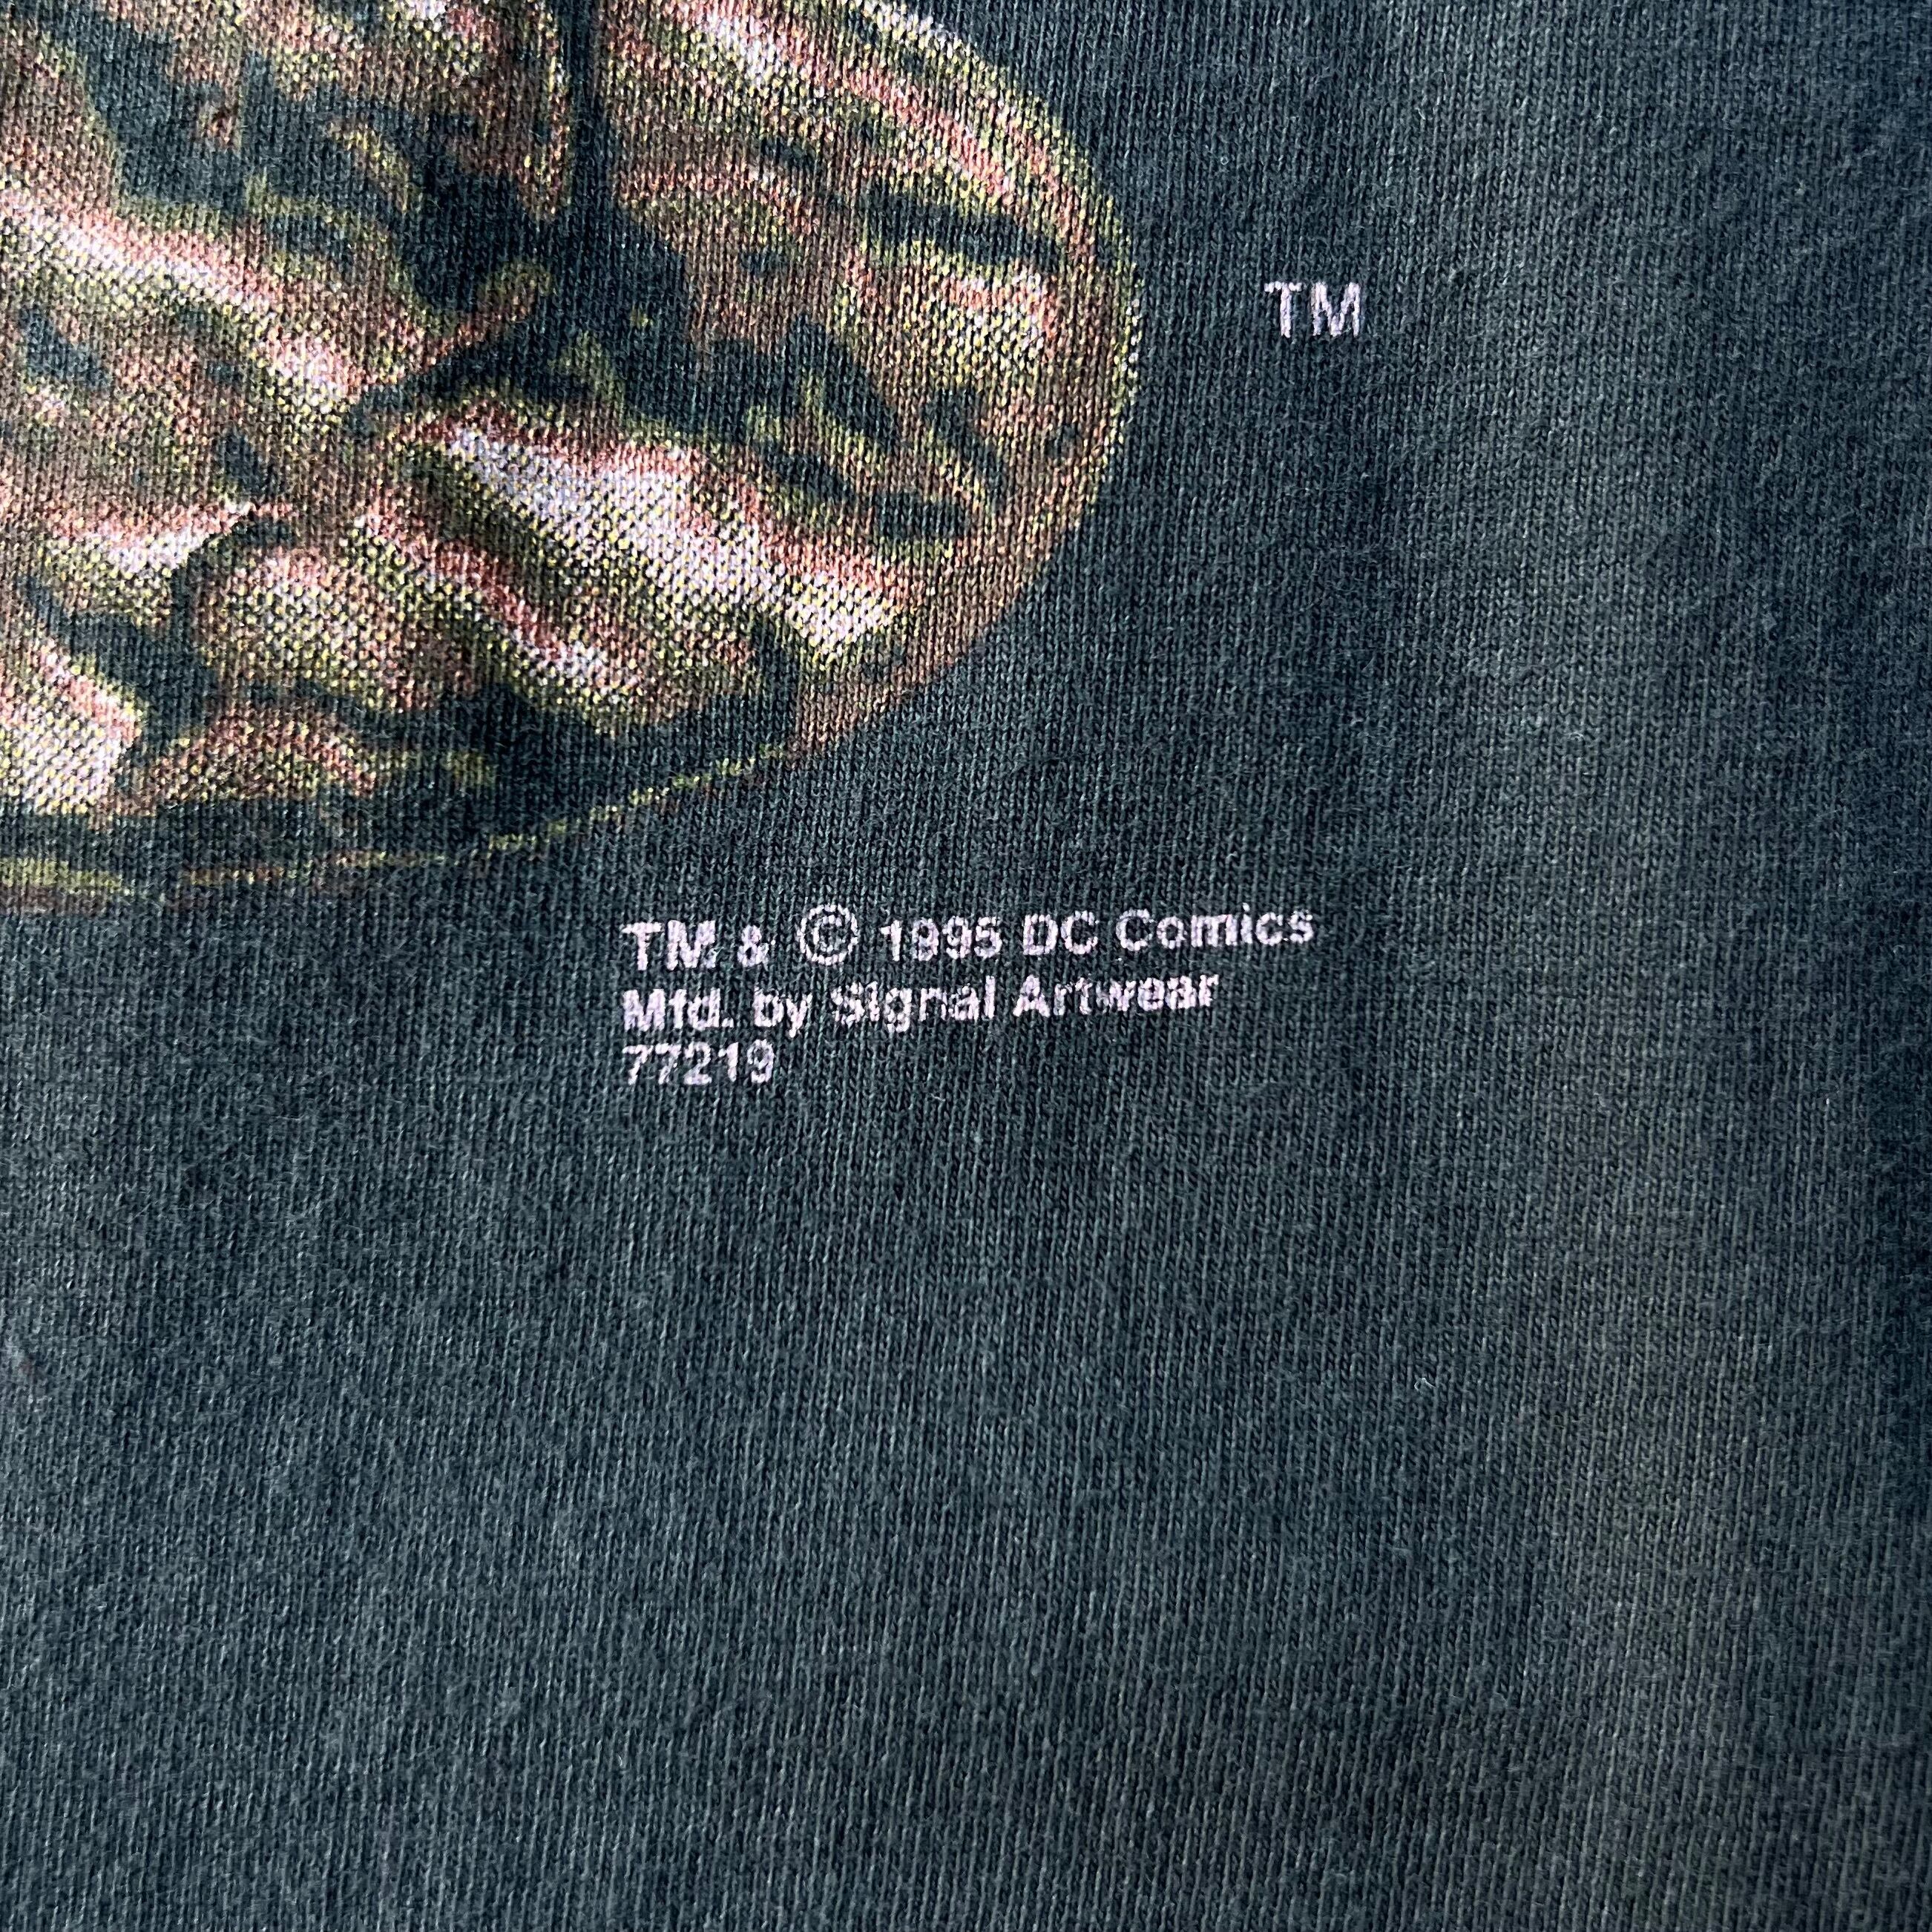 TM
TM & © 1995 DC Comics
Mfd. by Signal Artwear
77219